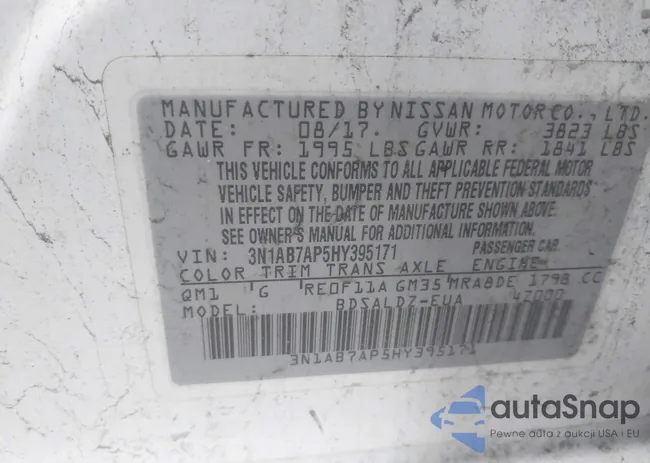 MANUFACTURED BY NISSAN MOTOR CO., LTD.
DATE: 08/17. GVWR: 3823 LBS
GAWR FR: 1995 LBS GAWR RR: 1841 LBS
THIS VEHICLE CONFORMS TO ALL APPLICABLE FEDERAL MOTOR
VEHICLE SAFETY, BUMPER AND THEFT PREVENTION STANDARDS
IN EFFECT ON THE DATE OF MANUFACTURE SHOWN ABOVE.
SEE OWNER'S MANUAL FOR ADDITIONAL INFORMATION
VIN: 3N1AB7AP5HY395171 PASSENGER CAR
COLOR TRIM TRANS AXLE ENGINE
QM1 G RE0F11A GM35 MRA8DE 1798 CC
MODEL: BDSALDZ-EUA 4Z000
3N1AB7AP5HY395171
autaSnap
Pewne auta z aukcji USA i EU